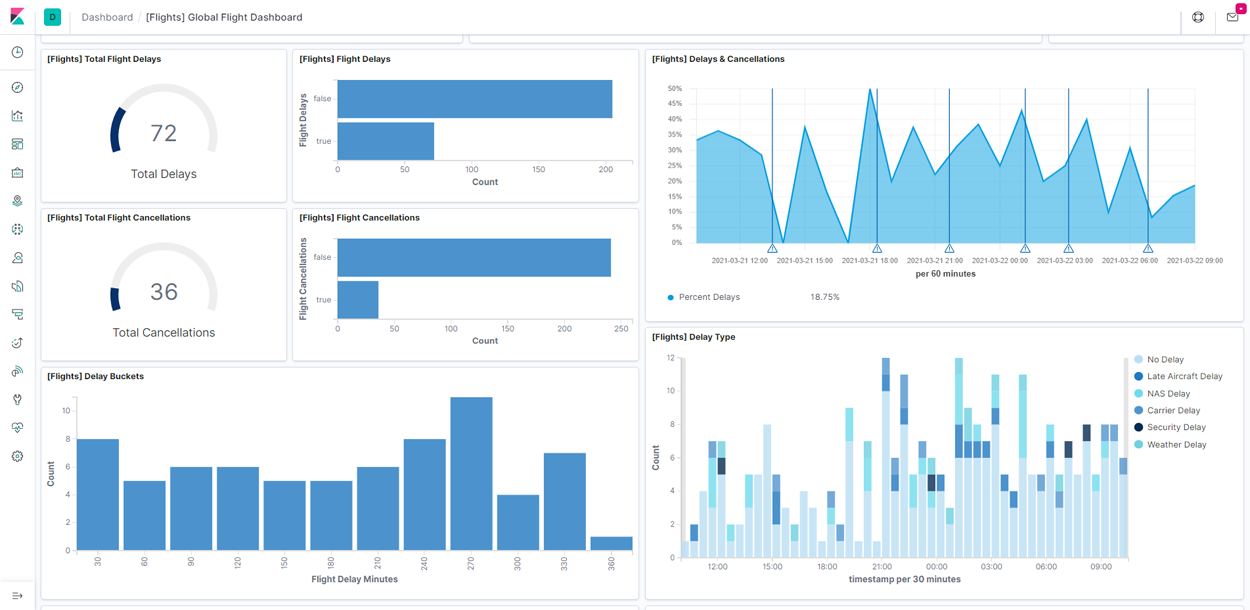 D Dashboard / [Flights] Global Flight Dashboard
[Flights] Total Flight Delays
72
Total Delays
[Flights] Flight Delays
Flight Delays
false
true
0 50 100 150 200
Count
[Flights] Delays & Cancellations
50%
45%
40%
35%
30%
25%
20%
15%
10%
5%
0%
2021-03-21 12:00 2021-03-21 15:00 2021-03-21 18:00 2021-03-21 21:00 2021-03-22 00:00 2021-03-22 03:00 2021-03-22 06:00 2021-03-22 09:00
per 60 minutes
Percent Delays 18.75%
[Flights] Total Flight Cancellations
36
Total Cancellations
[Flights] Flight Cancellations
Flight Cancellations
false
true
0 50 100 150 200 250
Count
[Flights] Delay Buckets
Count
10
8
6
4
2
0
30 60 90 120 150 180 210 240 270 300 330 360
Flight Delay Minutes
[Flights] Delay Type
Count
12
10
8
6
4
2
0
12:00 15:00 18:00 21:00 00:00 03:00 06:00 09:00
timestamp per 30 minutes
No Delay
Late Aircraft Delay
NAS Delay
Carrier Delay
Security Delay
Weather Delay